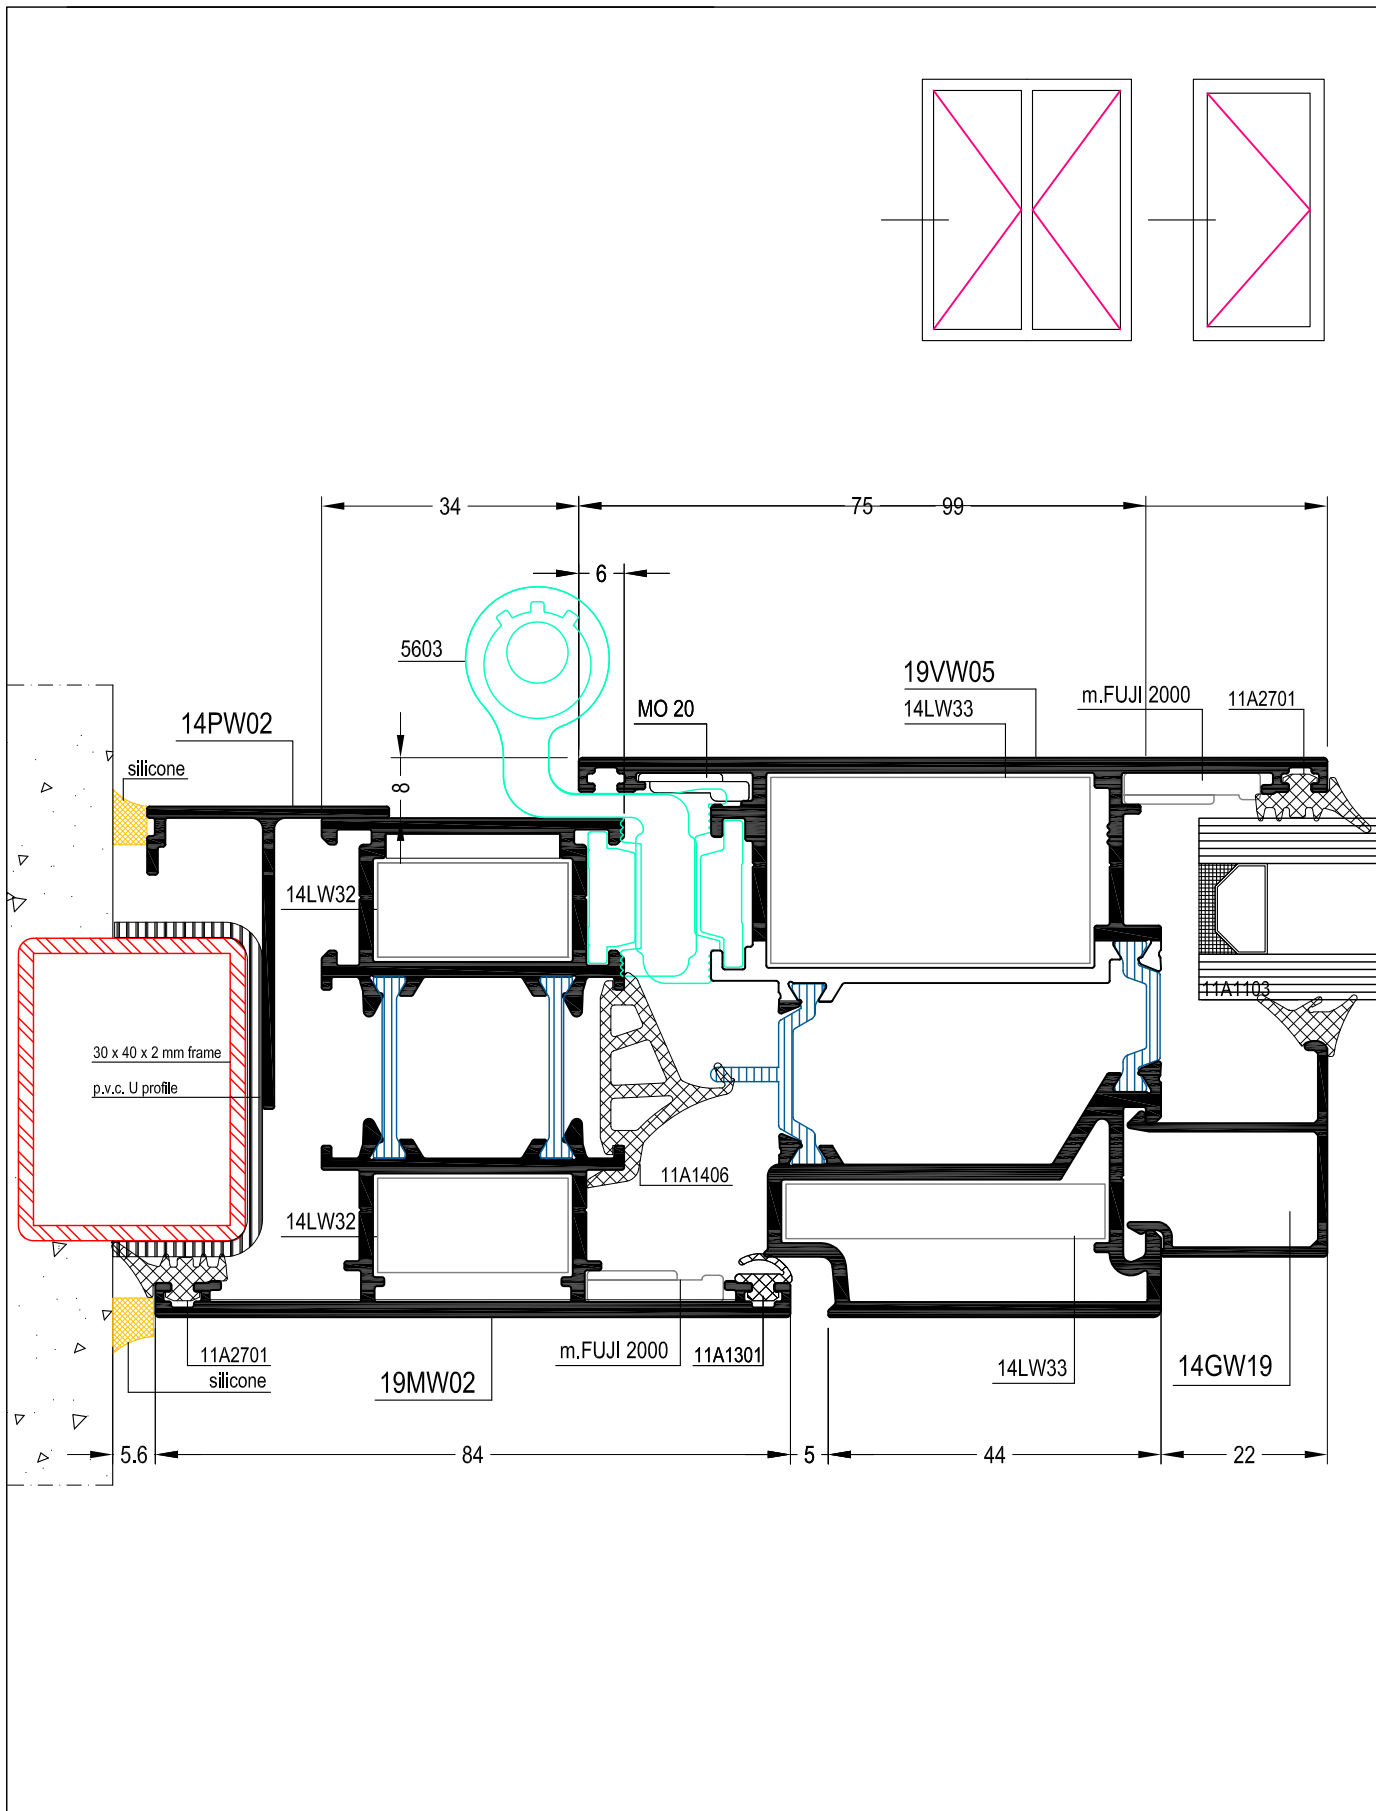 34
75
99
6
5603
19VW05
m.FUJI 2000
11A2701
MO 20
14LW33
14PW02
silicone
8
14LW32
11A1103
30 x 40 x 2 mm frame
p.v.c. U profile
11A1406
14LW32
11A2701
silicone
19MW02
m.FUJI 2000
11A1301
14LW33
14GW19
5.6
84
5
44
22